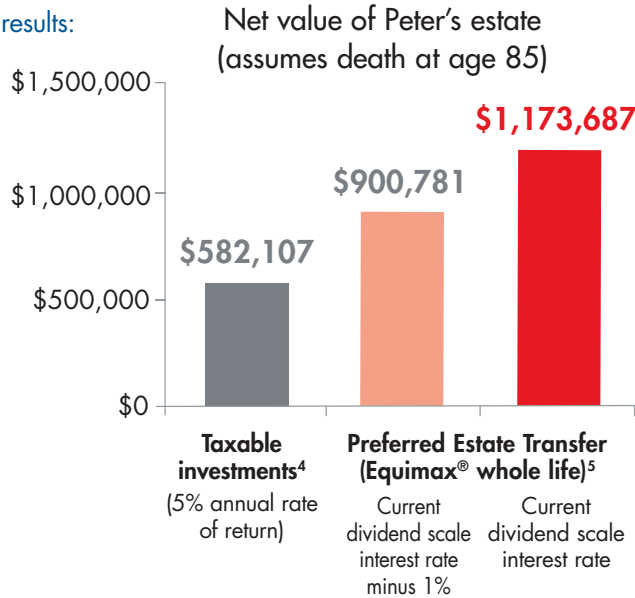 results:
Net value of Peter's estate
(assumes death at age 85)
$1,500,000
$1,173,687
$1,000,000
$900,781
$582,107
$500,000
$0
Taxable
investments⁴
(5% annual rate
of return)
Preferred Estate Transfer
(Equimax® whole life)⁵
Current
dividend scale
interest rate
minus 1%
Current
dividend scale
interest rate